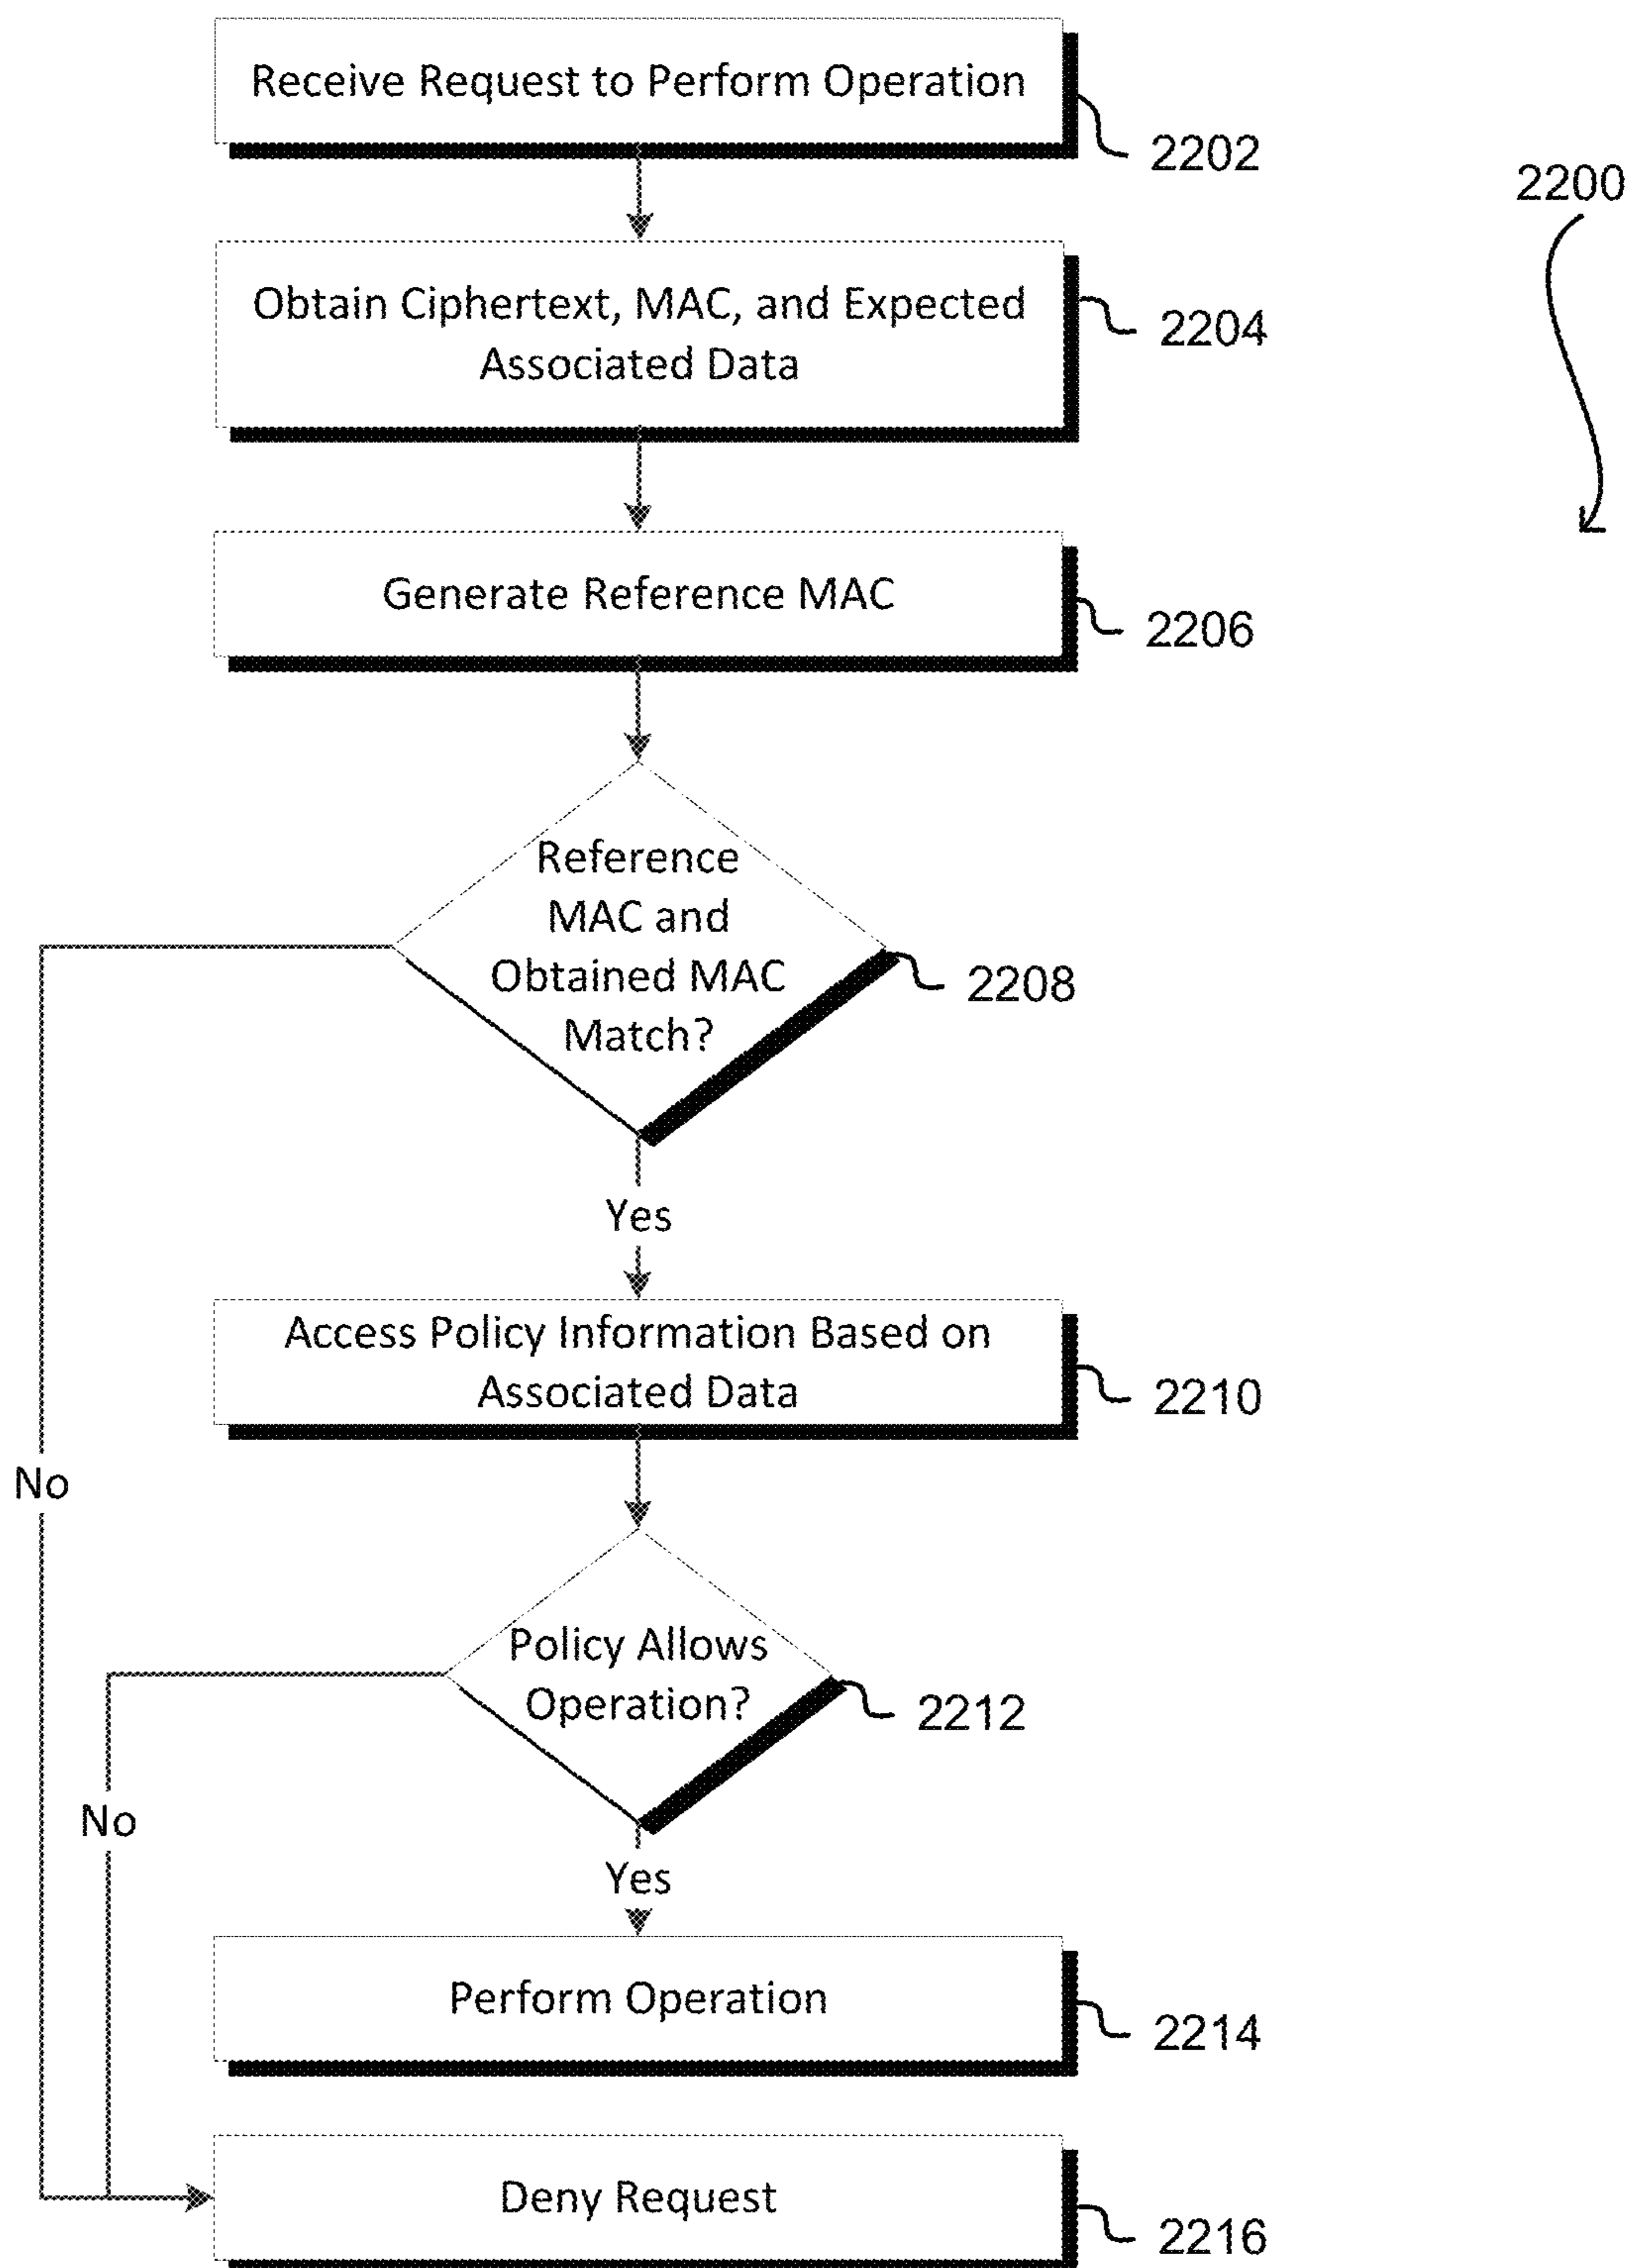 Receive Request to Perform Operation
2202
2200
Obtain Ciphertext, MAC, and Expected
Associated Data
2204
Generate Reference MAC
2206
Reference
MAC and
Obtained MAC
Match?
2208
Yes
Access Policy Information Based on
Associated Data
2210
No
Policy Allows
Operation?
2212
No
Yes
Perform Operation
2214
Deny Request
2216